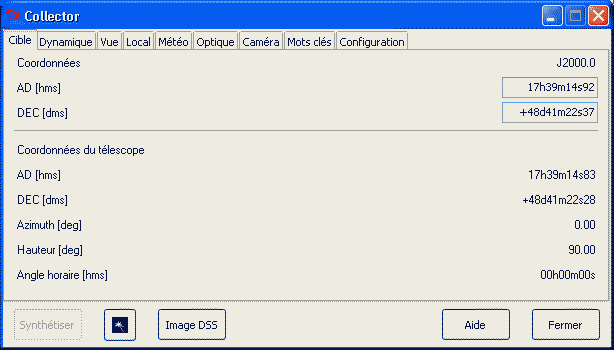 Collector
Cible Dynamique Vue Local Météo Optique Caméra Mots clés Configuration
Coordonnées J2000.0
AD [hms] 17h39m14s92
DEC [dms] +48d41m22s37
Coordonnées du télescope
AD [hms] 17h39m14s83
DEC [dms] +48d41m22s28
Azimuth [deg] 0.00
Hauteur [deg] 90.00
Angle horaire [hms] 00h00m00s
Synthétiser Image DSS Aide Fermer